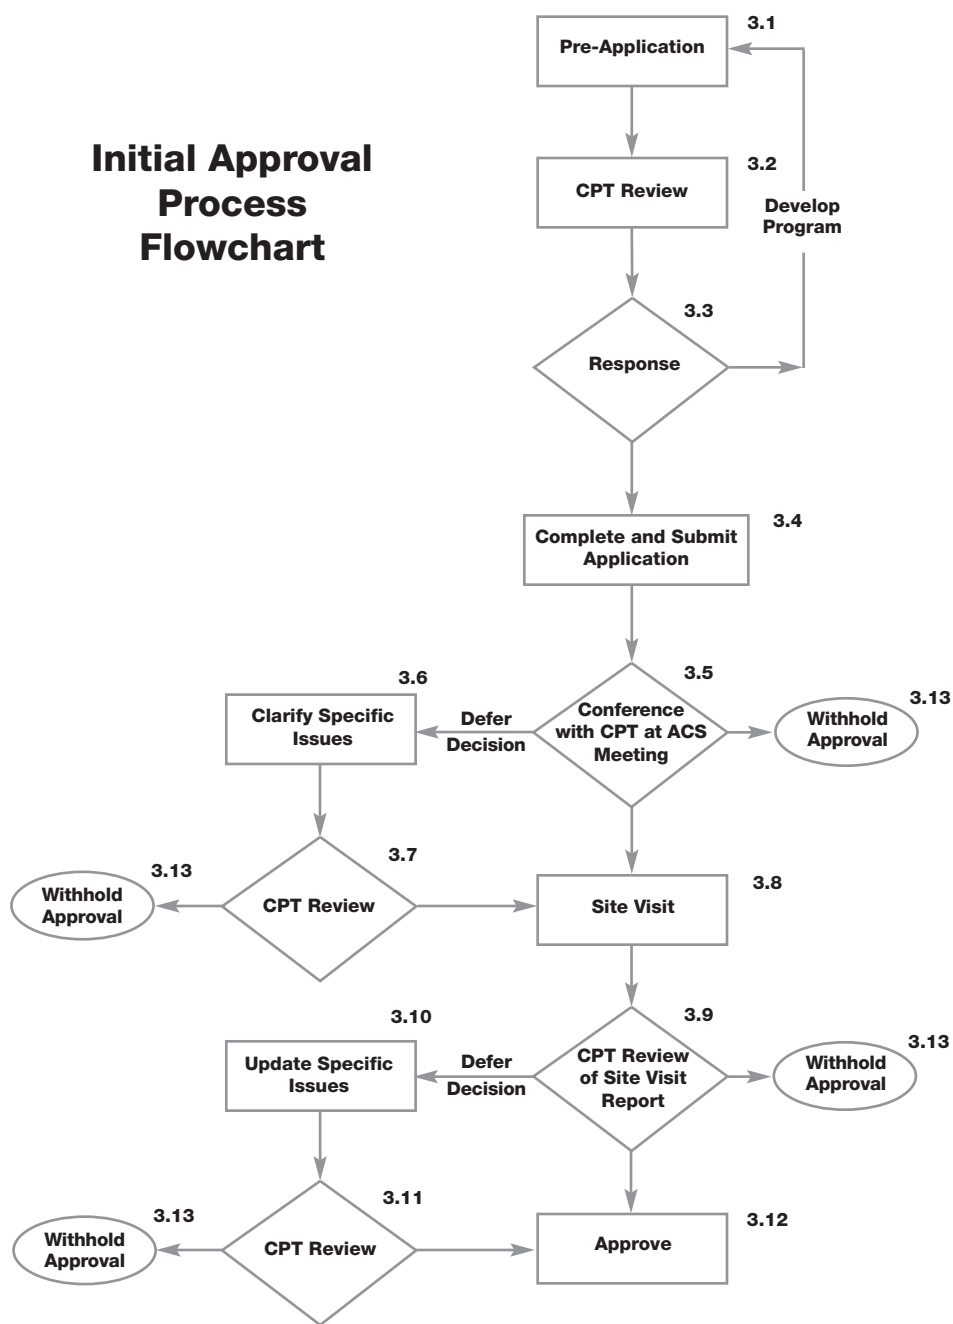 3.1
Pre-Application
Initial Approval
Process
Flowchart
3.2
CPT Review
Develop
Program
3.3
Response
3.4
Complete and Submit
Application
3.5
Conference
with CPT at ACS
Meeting
3.6
Clarify Specific
Issues
Defer
Decision
3.13
Withhold
Approval
3.7
CPT Review
3.13
Withhold
Approval
3.8
Site Visit
3.9
CPT Review
of Site Visit
Report
3.10
Update Specific
Issues
Defer
Decision
3.13
Withhold
Approval
3.11
CPT Review
3.13
Withhold
Approval
3.12
Approve